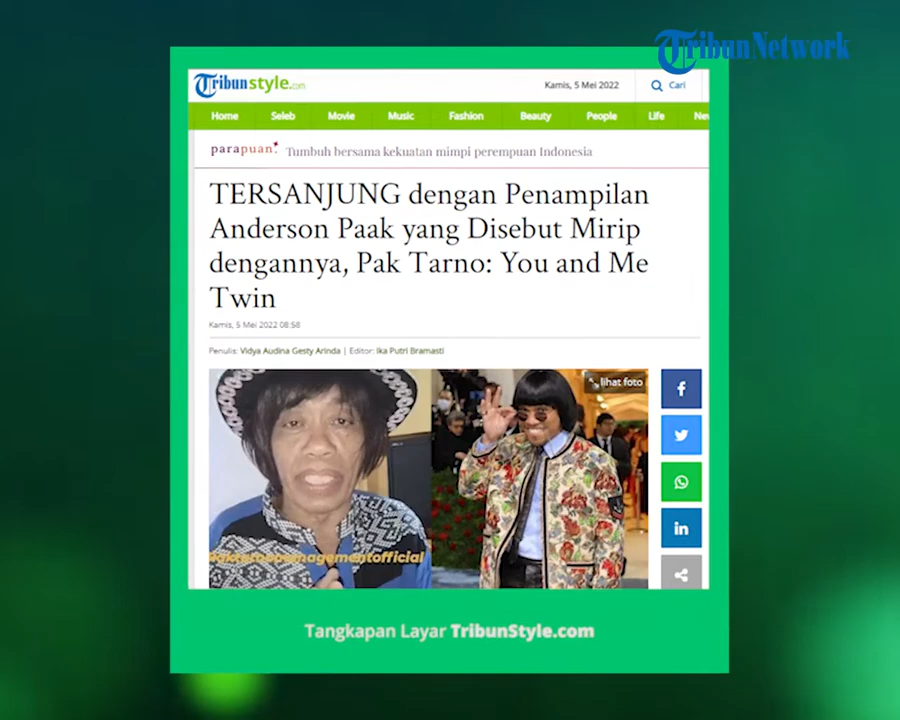 TribunNetwork
Tribunstyle.com
Kamis, 5 Mei 2022
Cari
Home Seleb Movie Music Fashion Beauty People Life New
parapuan. Tumbuh bersama kekuatan mimpi perempuan Indonesia
TERSANJUNG dengan Penampilan
Anderson Paak yang Disebut Mirip
dengannya, Pak Tarno: You and Me
Twin
Kamis, 5 Mei 2022 08:58
Penulis: Vidya Audina Gesty Arinda | Editor: Ika Putri Bramasti
lihat foto
Tangkapan Layar TribunStyle.com